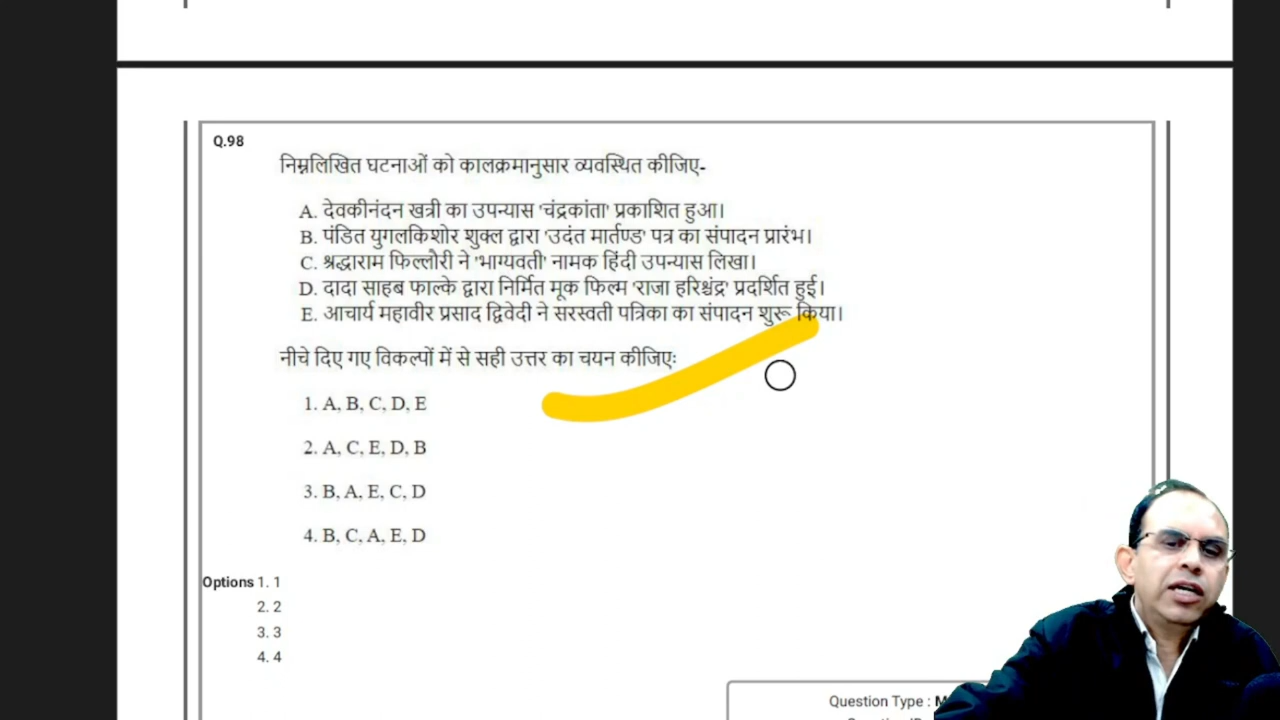 Q.98
निम्नलिखित घटनाओं को कालक्रमानुसार व्यवस्थित कीजिए-
A. देवकीनंदन खत्री का उपन्यास 'चंद्रकांता' प्रकाशित हुआ।
B. पंडित युगलकिशोर शुक्ल द्वारा 'उदंत मार्तण्ड' पत्र का संपादन प्रारंभ।
C. श्रद्धाराम फिल्लौरी ने 'भाग्यवती' नामक हिंदी उपन्यास लिखा।
D. दादा साहब फाल्के द्वारा निर्मित मूक फिल्म 'राजा हरिश्चंद्र' प्रदर्शित हुई।
E. आचार्य महावीर प्रसाद द्विवेदी ने सरस्वती पत्रिका का संपादन शुरू किया।
नीचे दिए गए विकल्पों में से सही उत्तर का चयन कीजिए:
1. A, B, C, D, E
2. A, C, E, D, B
3. B, A, E, C, D
4. B, C, A, E, D
Options 1. 1
2. 2
3. 3
4. 4
Question Type :